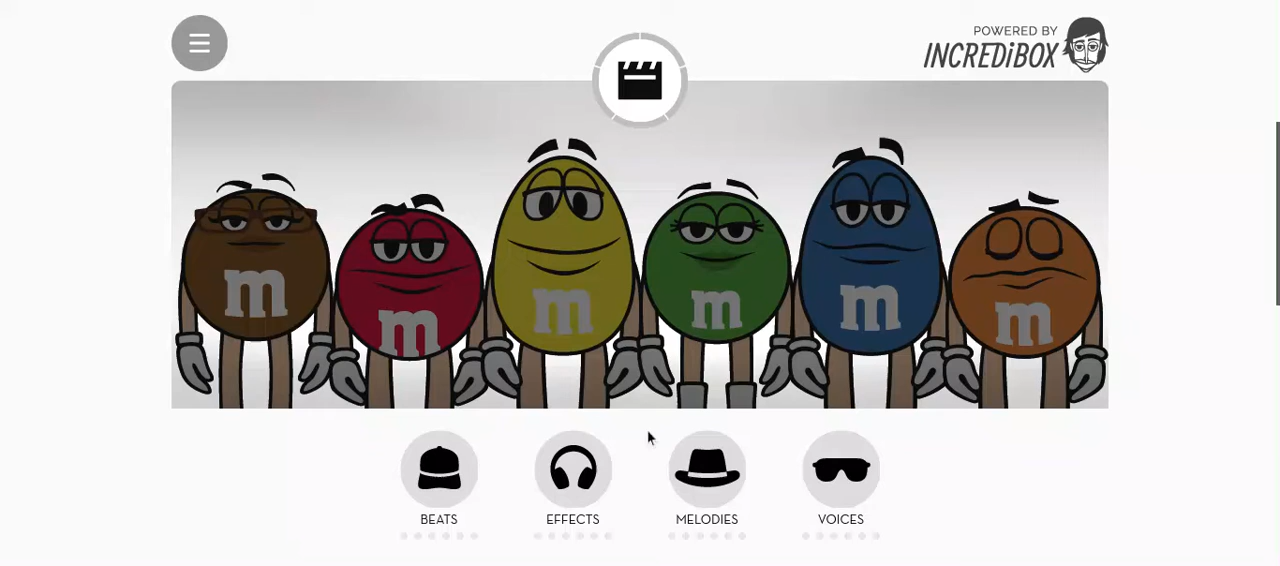 POWERED BY
INCREDiBOX
m
m
m
m
m
m
BEATS
EFFECTS
MELODIES
VOICES